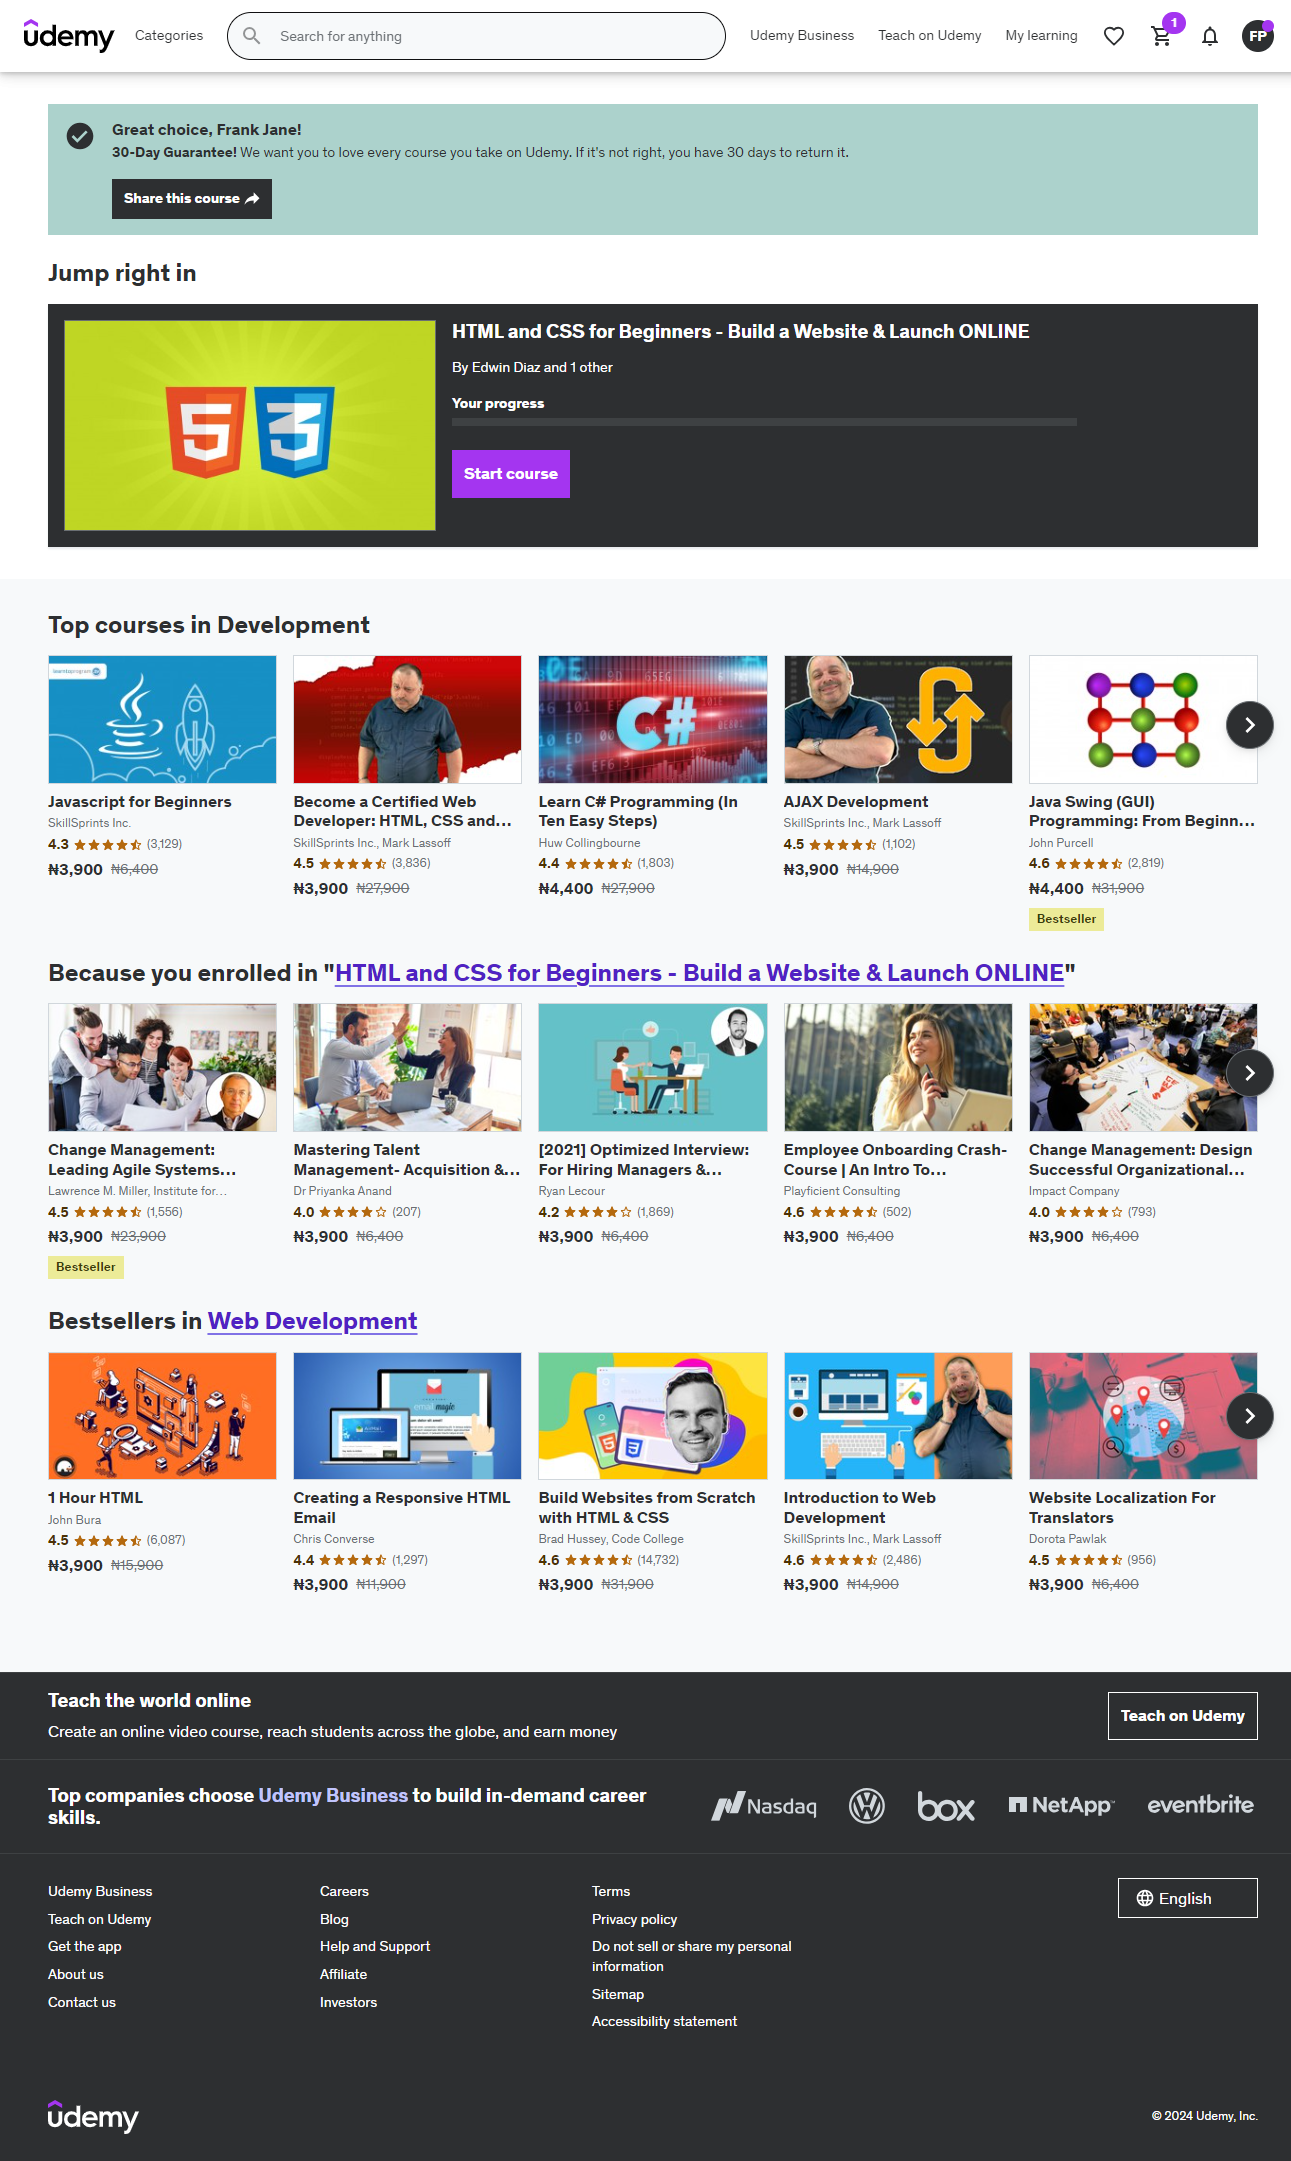 udemy
Categories
Search for anything
Udemy Business
Teach on Udemy
My learning
1
FP
Great choice, Frank Jane!
30-Day Guarantee! We want you to love every course you take on Udemy. If it's not right, you have 30 days to return it.
Share this course
Jump right in
HTML and CSS for Beginners - Build a Website & Launch ONLINE
By Edwin Diaz and 1 other
Your progress
Start course
5 3
Top courses in Development
C#
Javascript for Beginners
SkillSprints Inc.
4.3 (3,129)
₦3,900 ₦6,400
Become a Certified Web
Developer: HTML, CSS and...
SkillSprints Inc., Mark Lassoff
4.5 (3,836)
₦3,900 ₦27,900
Learn C# Programming (In
Ten Easy Steps)
Huw Collingbourne
4.4 (1,803)
₦4,400 ₦27,900
AJAX Development
SkillSprints Inc., Mark Lassoff
4.5 (1,102)
₦3,900 ₦14,900
Java Swing (GUI)
Programming: From Beginn...
John Purcell
4.6 (2,819)
₦4,400 ₦31,900
Bestseller
Because you enrolled in "HTML and CSS for Beginners - Build a Website & Launch ONLINE"
Change Management:
Leading Agile Systems...
Lawrence M. Miller, Institute for...
4.5 (1,556)
₦3,900 ₦23,900
Bestseller
Mastering Talent
Management- Acquisition &...
Dr Priyanka Anand
4.0 (207)
₦3,900 ₦6,400
[2021] Optimized Interview:
For Hiring Managers &...
Ryan Lecour
4.2 (1,869)
₦3,900 ₦6,400
Employee Onboarding Crash-
Course | An Intro To...
Playficient Consulting
4.6 (502)
₦3,900 ₦6,400
Change Management: Design
Successful Organizational...
Impact Company
4.0 (793)
₦3,900 ₦6,400
Bestsellers in Web Development
email magic
1 Hour HTML
John Bura
4.5 (6,087)
₦3,900 ₦15,900
Creating a Responsive HTML
Email
Chris Converse
4.4 (1,297)
₦3,900 ₦11,900
Build Websites from Scratch
with HTML & CSS
Brad Hussey, Code College
4.6 (14,732)
₦3,900 ₦31,900
Introduction to Web
Development
SkillSprints Inc., Mark Lassoff
4.6 (2,486)
₦3,900 ₦14,900
Website Localization For
Translators
Dorota Pawlak
4.5 (956)
₦3,900 ₦6,400
Teach the world online
Create an online video course, reach students across the globe, and earn money
Teach on Udemy
Top companies choose Udemy Business to build in-demand career
skills.
Nasdaq
box
NetApp
eventbrite
Udemy Business
Teach on Udemy
Get the app
About us
Contact us
Careers
Blog
Help and Support
Affiliate
Investors
Terms
Privacy policy
Do not sell or share my personal
information
Sitemap
Accessibility statement
English
udemy
© 2024 Udemy, Inc.